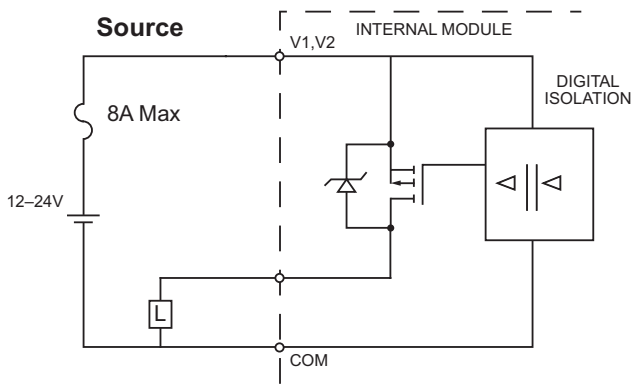 Source
INTERNAL MODULE
V1,V2
DIGITAL
ISOLATION
8A Max
12–24V
L
COM